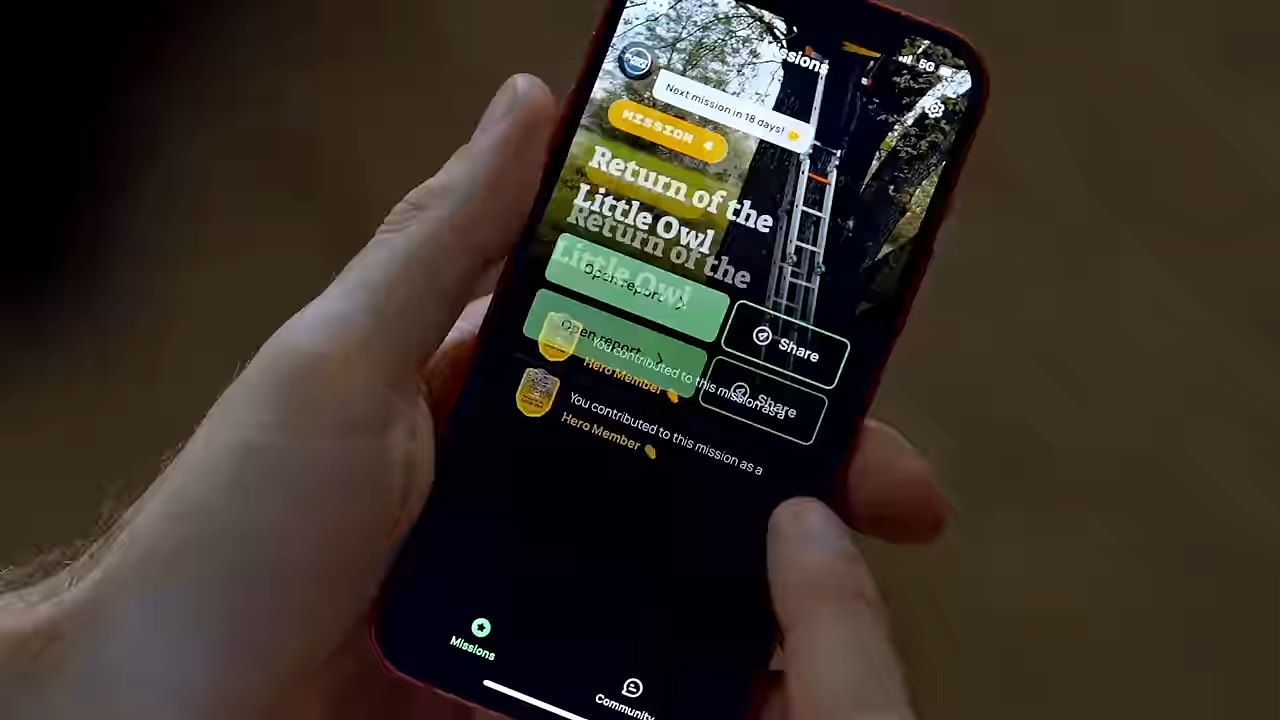 Missions
5G
Next mission in 18 days! 💛
MISSION 4
Return of the
Little Owl
Return of the
Little Owl
Open report
Share
Open report
Share
You contributed to this mission as a
Hero Member 👏
You contributed to this mission as a
Hero Member 👏
Missions
Community